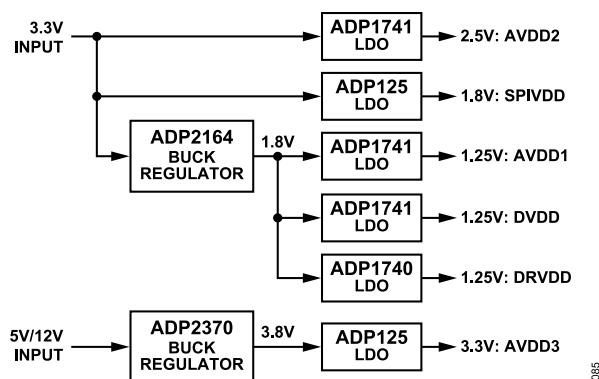 3.3V
INPUT
ADP1741
LDO
2.5V: AVDD2
ADP125
LDO
1.8V: SPIVDD
ADP2164
BUCK
REGULATOR
1.8V
ADP1741
LDO
1.25V: AVDD1
ADP1741
LDO
1.25V: DVDD
ADP1740
LDO
1.25V: DRVDD
5V/12V
INPUT
ADP2370
BUCK
REGULATOR
3.8V
ADP125
LDO
3.3V: AVDD3
085